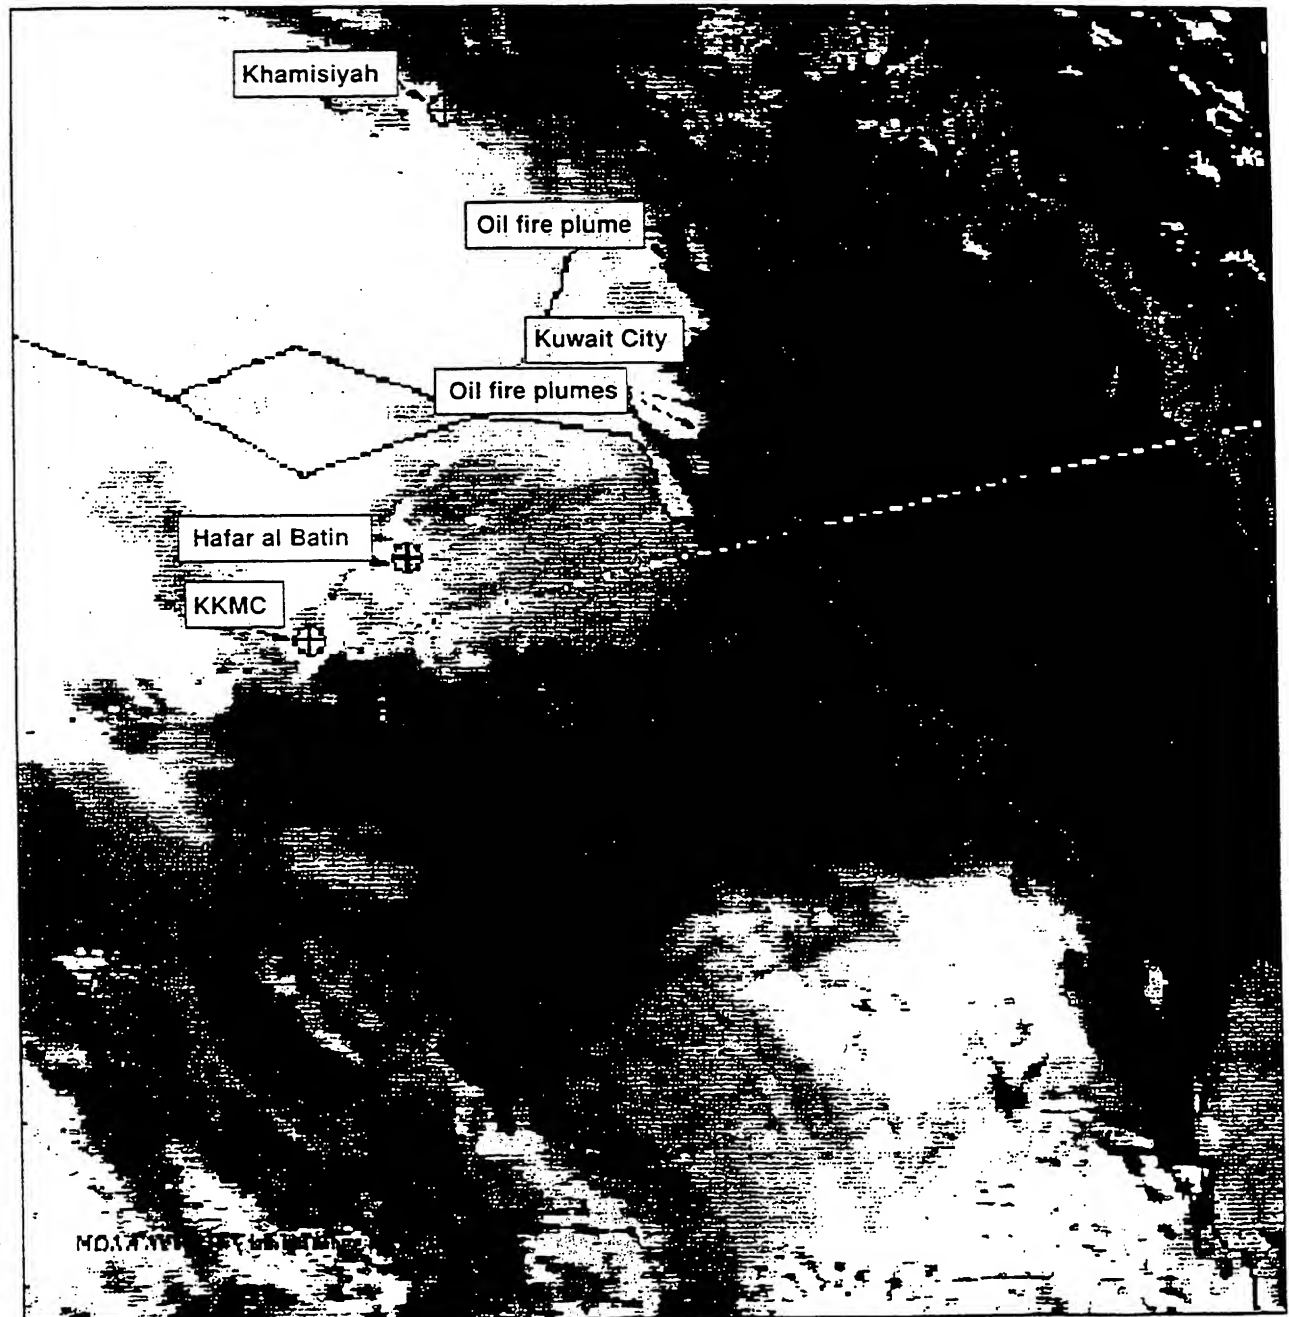 Khamisiyah
Oil fire plume
Kuwait City
Oil fire plumes
Hafar al Batin
KKMC